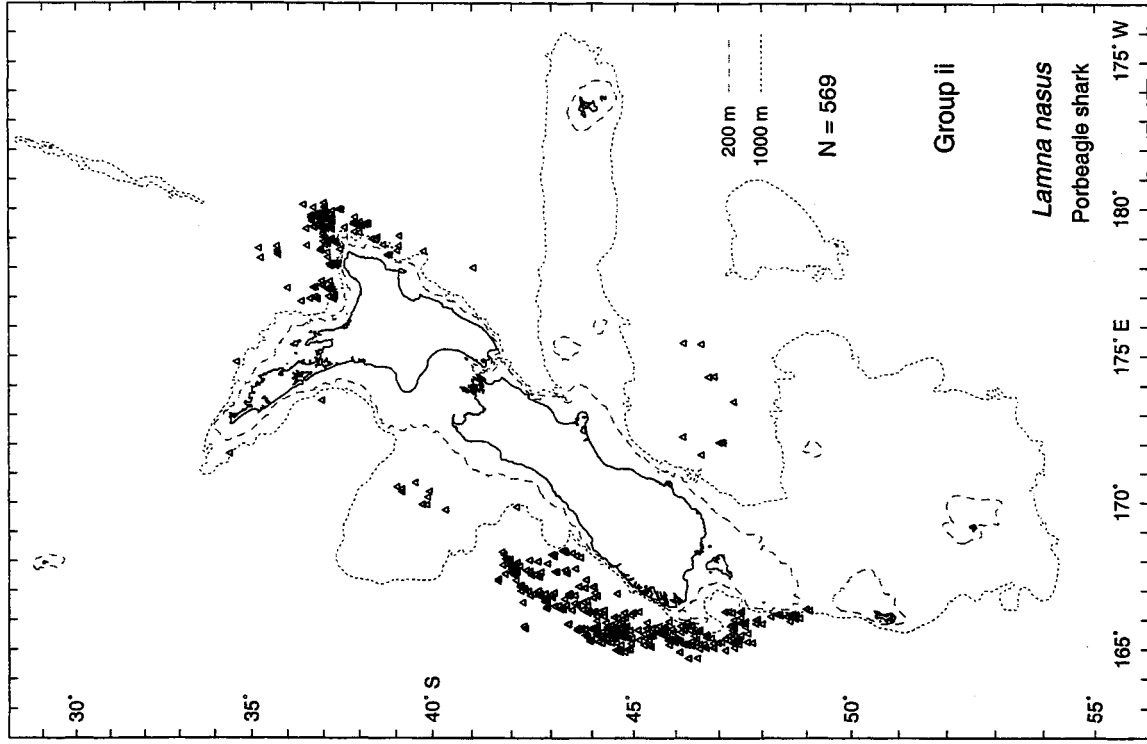 30°
35°
40° S
45°
50°
55°
165°
170°
175° E
180°
175° W
200 m
1000 m
N = 569
Group ii
Lamna nasus
Porbeagle shark